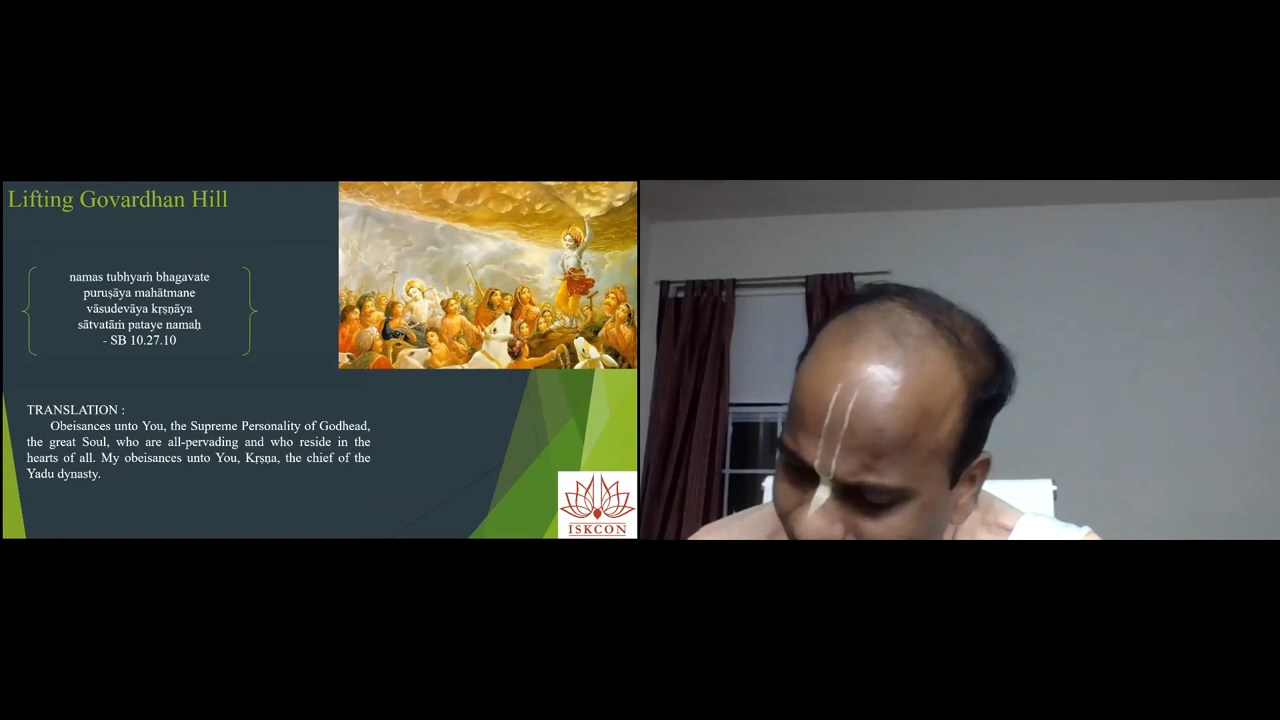 Lifting Govardhan Hill
namas tubhyaṁ bhagavate
puruṣāya mahātmane
vāsudevāya kṛṣṇāya
sātvatāṁ pataye namaḥ
- SB 10.27.10
TRANSLATION :
Obeisances unto You, the Supreme Personality of Godhead,
the great Soul, who are all-pervading and who reside in the
hearts of all. My obeisances unto You, Kṛṣṇa, the chief of the
Yadu dynasty.
ISKCON